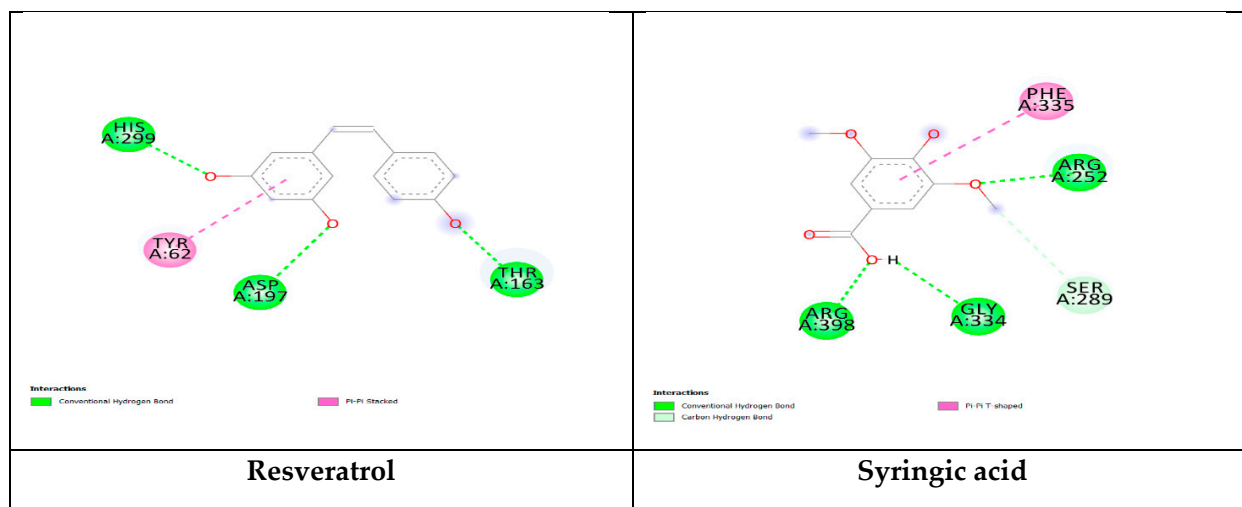 HIS
A:299
TYR
A:62
ASP
A:197
THR
A:163
O
O
O
Interactions
Conventional Hydrogen Bond
Pi-Pi Stacked
Resveratrol
PHE
A:335
ARG
A:252
SER
A:289
GLY
A:334
ARG
A:398
O
O
O
O
O-H
Interactions
Conventional Hydrogen Bond
Carbon Hydrogen Bond
Pi-Pi T-shaped
Syringic acid